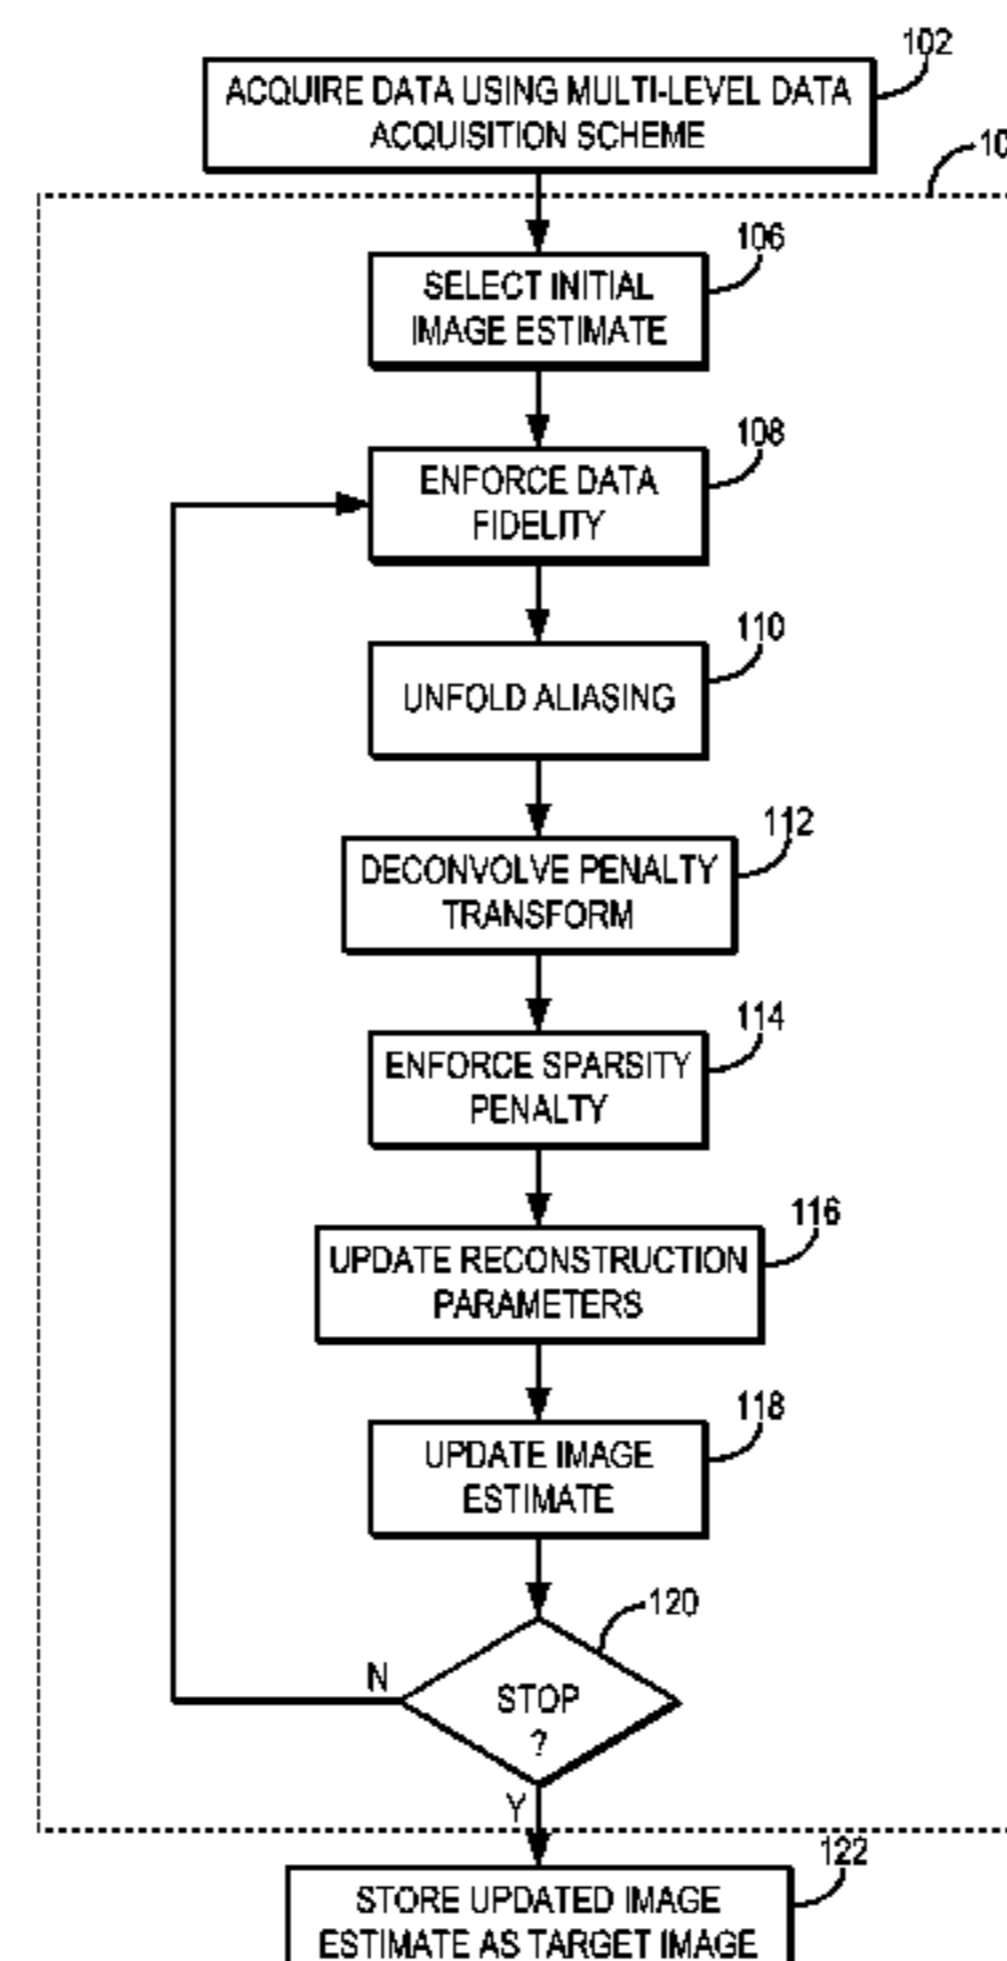 102
ACQUIRE DATA USING MULTI-LEVEL DATA
ACQUISITION SCHEME
106
SELECT INITIAL
IMAGE ESTIMATE
108
ENFORCE DATA
FIDELITY
110
UNFOLD ALIASING
112
DECONVOLVE PENALTY
TRANSFORM
114
ENFORCE SPARSITY
PENALTY
116
UPDATE RECONSTRUCTION
PARAMETERS
118
UPDATE IMAGE
ESTIMATE
120
N
STOP
?
Y
122
STORE UPDATED IMAGE
ESTIMATE AS TARGET IMAGE